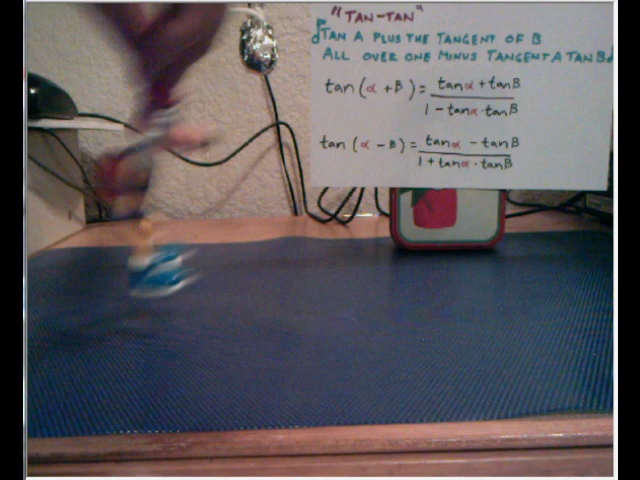 "TAN-TAN"
♪TAN A PLUS THE TANGENT OF B
ALL OVER ONE MINUS TANGENT A TAN B♪
tan(α+β)=
tanα+tanβ
1-tanα·tanβ
tan(α-β)=
tanα-tanβ
1+tanα·tanβ